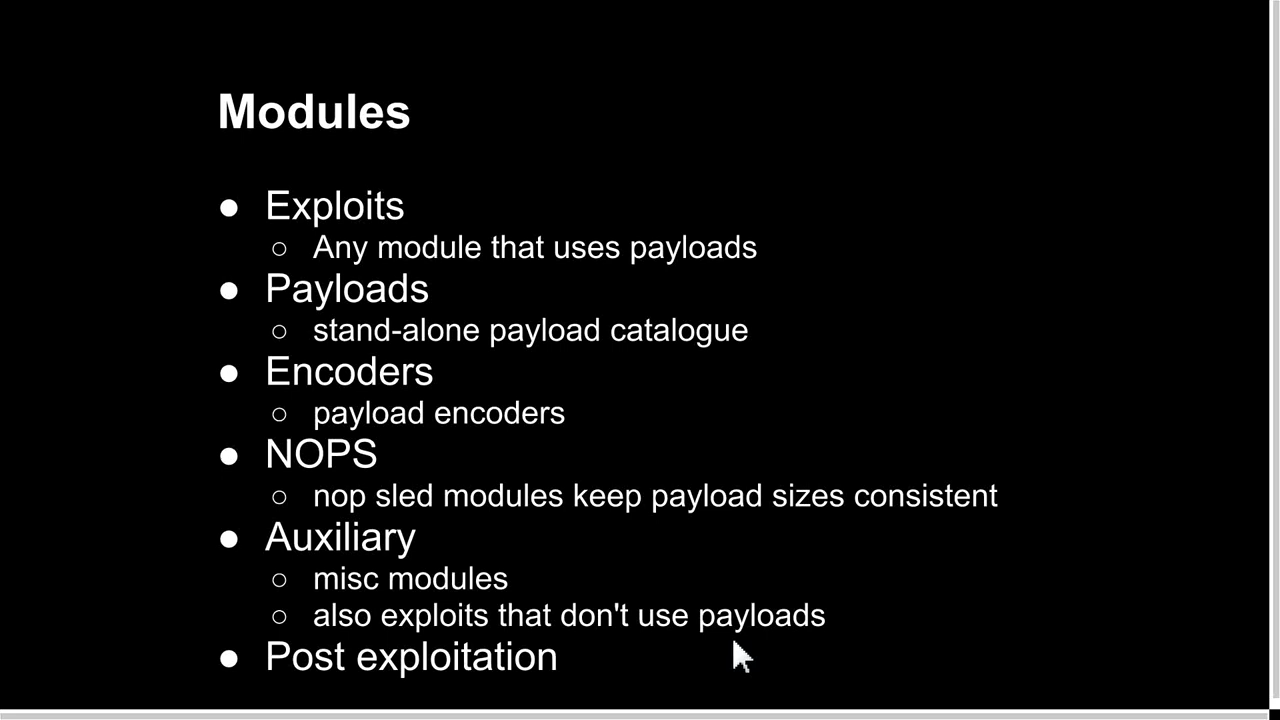 Modules
● Exploits
○ Any module that uses payloads
● Payloads
○ stand-alone payload catalogue
● Encoders
○ payload encoders
● NOPS
○ nop sled modules keep payload sizes consistent
● Auxiliary
○ misc modules
○ also exploits that don't use payloads
● Post exploitation